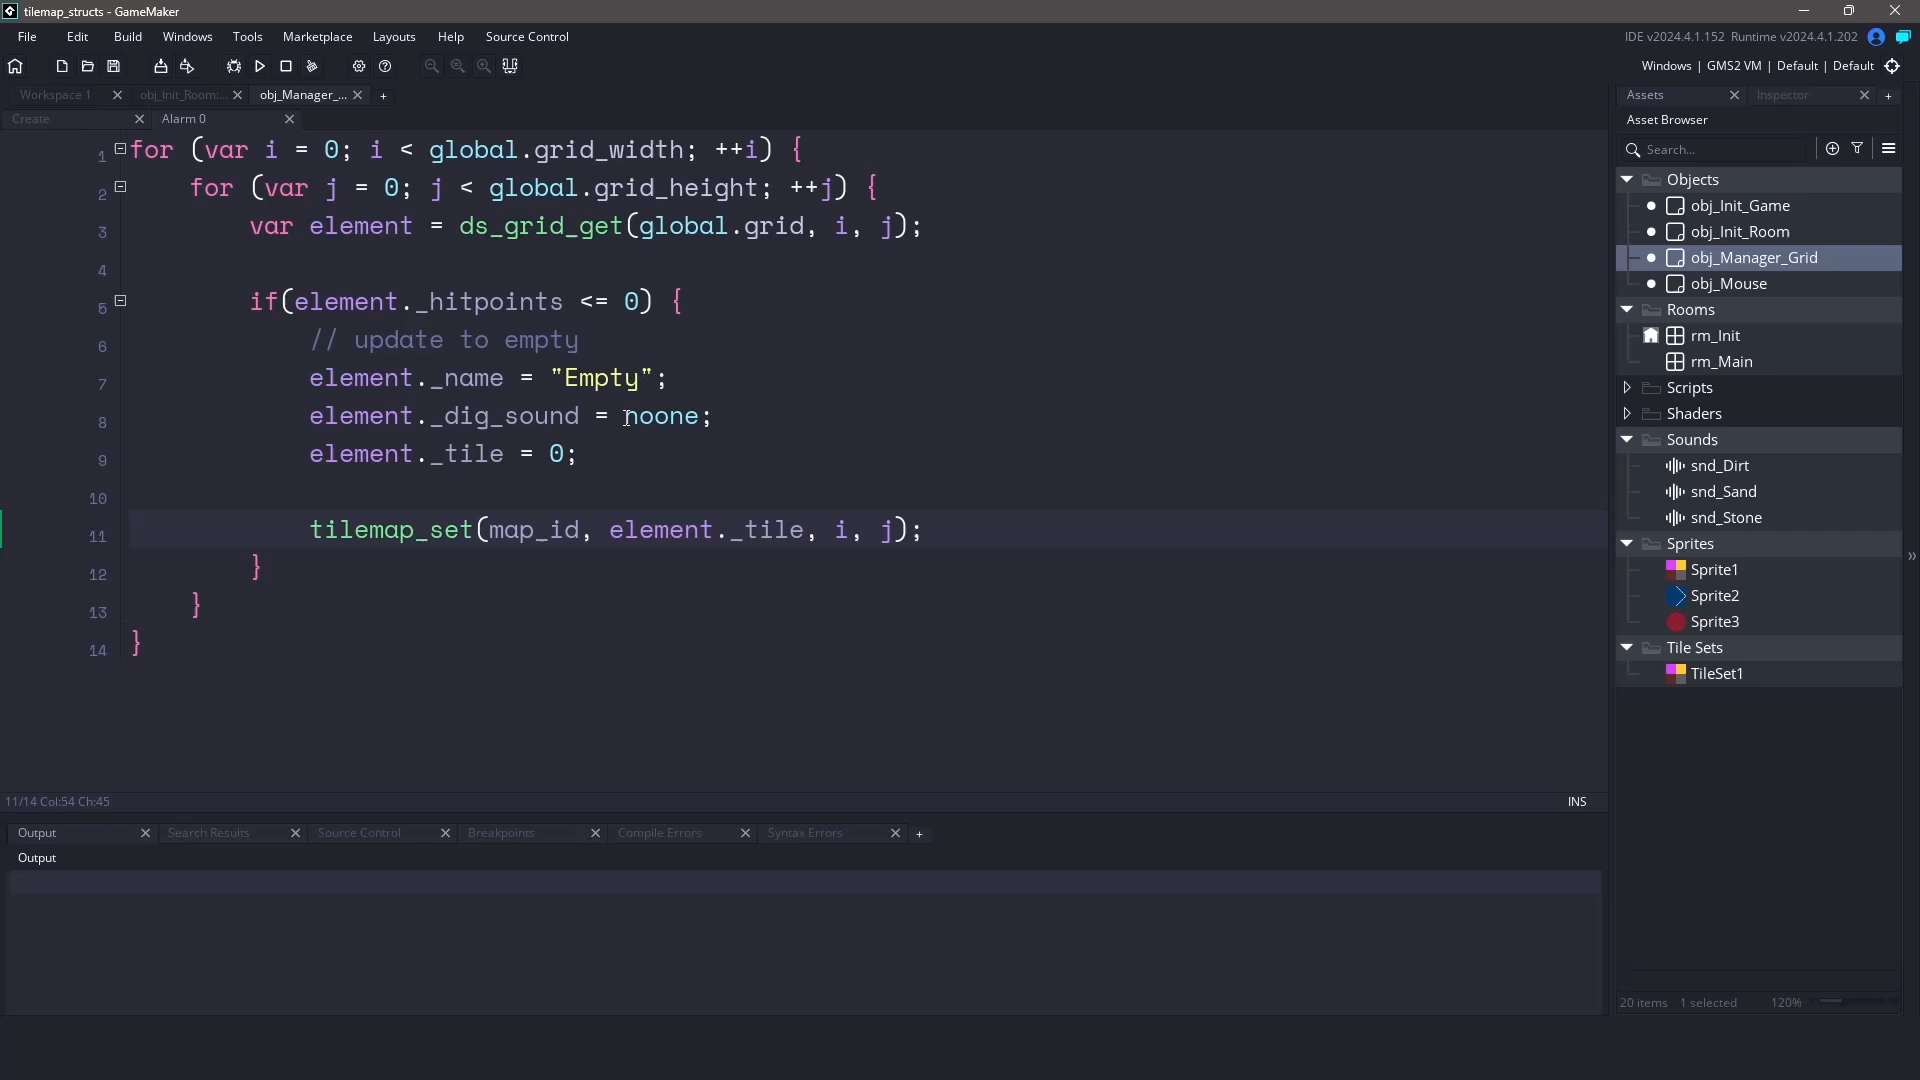 tilemap_structs - GameMaker
File Edit Build Windows Tools Marketplace Layouts Help Source Control
IDE v2024.4.1.152 Runtime v2024.4.1.202
Windows | GMS2 VM | Default | Default
Workspace 1 obj_Init_Room:... obj_Manager_... +
Create Alarm 0
1 for (var i = 0; i < global.grid_width; ++i) {
2 for (var j = 0; j < global.grid_height; ++j) {
3 var element = ds_grid_get(global.grid, i, j);
4
5 if(element._hitpoints <= 0) {
6 // update to empty
7 element._name = "Empty";
8 element._dig_sound = noone;
9 element._tile = 0;
10
11 tilemap_set(map_id, element._tile, i, j);
12 }
13 }
14 }
11/14 Col:54 Ch:45 INS
Output Search Results Source Control Breakpoints Compile Errors Syntax Errors +
Output
Assets Inspector +
Asset Browser
Search...
Objects
obj_Init_Game
obj_Init_Room
obj_Manager_Grid
obj_Mouse
Rooms
rm_Init
rm_Main
Scripts
Shaders
Sounds
snd_Dirt
snd_Sand
snd_Stone
Sprites
Sprite1
Sprite2
Sprite3
Tile Sets
TileSet1
20 items 1 selected 120%